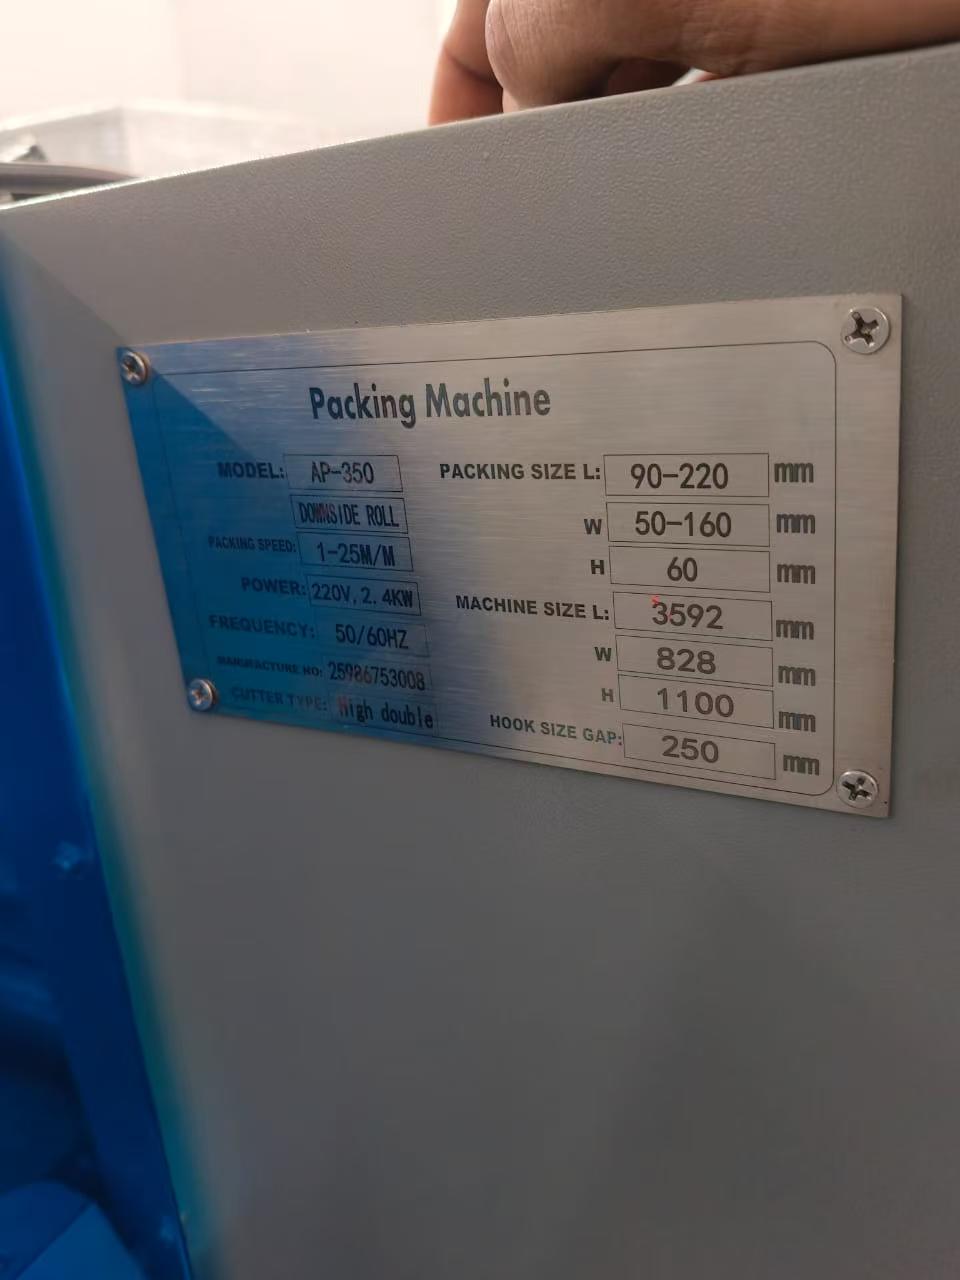 Packing Machine
MODEL: AP-350
DOWNSIDE ROLL
PACKING SPEED: 1-25M/M
POWER: 220V, 2.4KW
FREQUENCY: 50/60HZ
MANUFACTURE NO: 25986753008
CUTTER TYPE: High double
PACKING SIZE L: 90-220 mm
W 50-160 mm
H 60 mm
MACHINE SIZE L: 3592 mm
W 828 mm
H 1100 mm
HOOK SIZE GAP: 250 mm